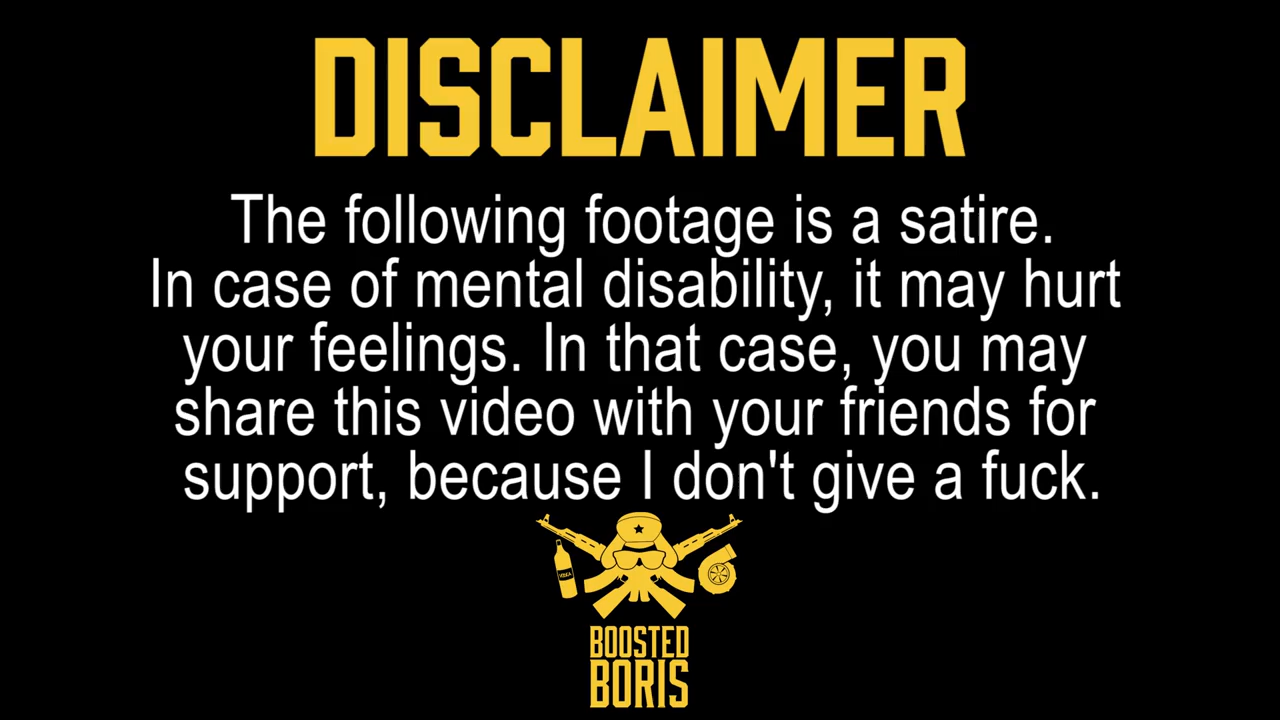 DISCLAIMER
The following footage is a satire.
In case of mental disability, it may hurt
your feelings. In that case, you may
share this video with your friends for
support, because I don't give a fuck.
VODKA
BOOSTED
BORIS